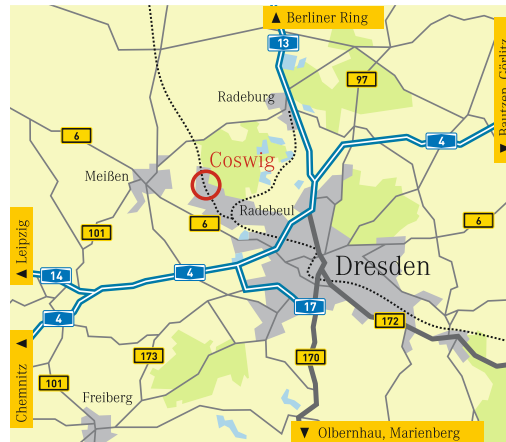 ▲ Berliner Ring
13
97
Bautzen, Görlitz
▼
Radeburg
6
4
Coswig
Meißen
Radebeul
6
6
101
▲ Leipzig
14
4
Dresden
4
17
172
Chemnitz ▲
173
170
101
Freiberg
▼ Olbernhau, Marienberg